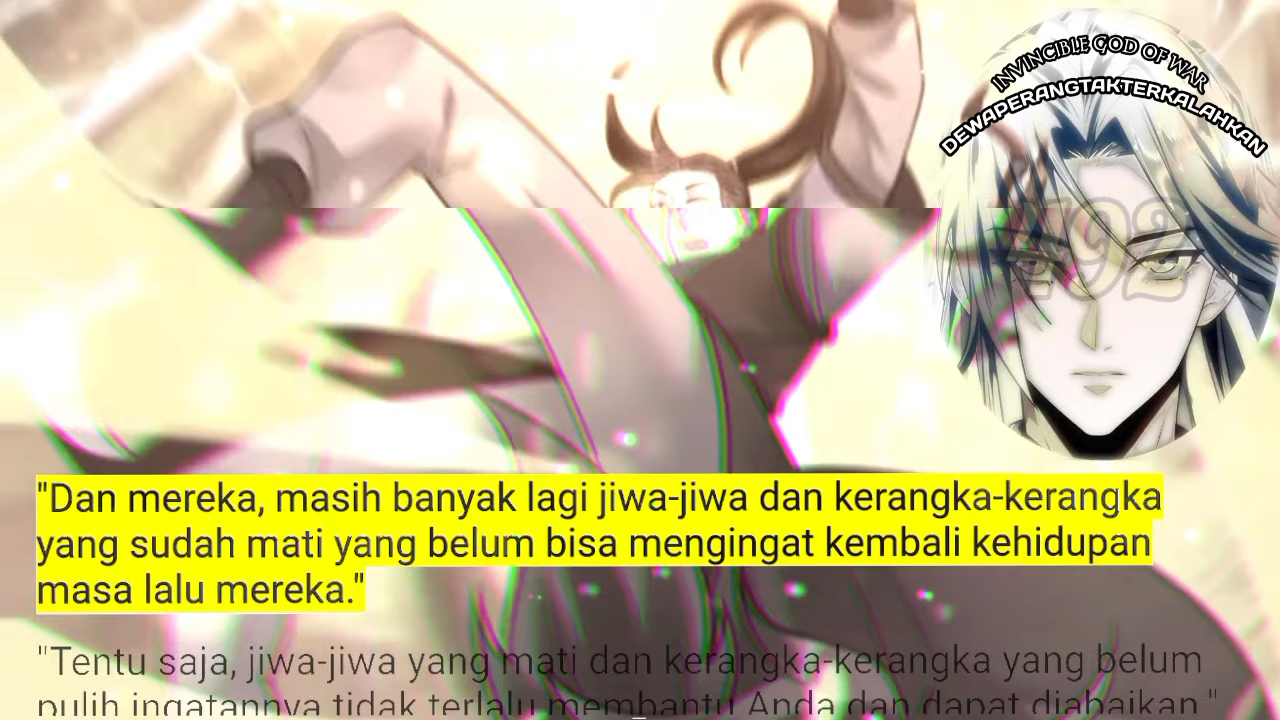 INVINCIBLE GOD OF WAR
DEWAPERANGTAKTERKALAHKAN
"Dan mereka, masih banyak lagi jiwa-jiwa dan kerangka-kerangka
yang sudah mati yang belum bisa mengingat kembali kehidupan
masa lalu mereka."
"Tentu saja, jiwa-jiwa yang mati dan kerangka-kerangka yang belum
pulih ingatannya tidak terlalu membantu Anda dan dapat diabaikan."